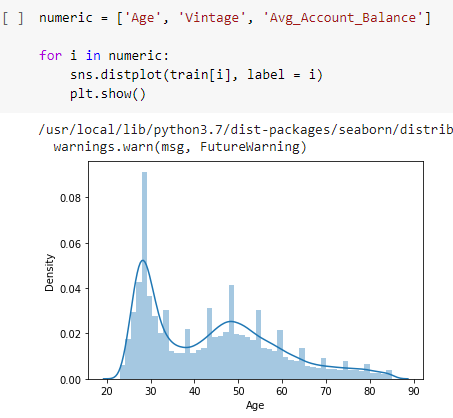 [ ] numeric = ['Age', 'Vintage', 'Avg_Account_Balance']
for i in numeric:
sns.distplot(train[i], label = i)
plt.show()
/usr/local/lib/python3.7/dist-packages/seaborn/distrib
warnings.warn(msg, FutureWarning)
0.08
0.06
0.04
0.02
0.00
Density
20 30 40 50 60 70 80 90
Age